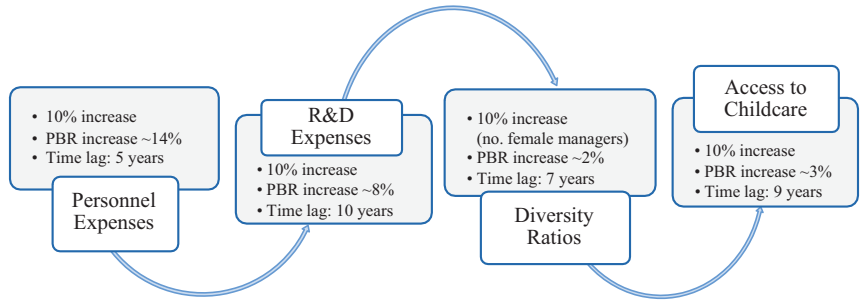 • 10% increase
• PBR increase ~14%
• Time lag: 5 years
Personnel
Expenses
R&D
Expenses
• 10% increase
• PBR increase ~8%
• Time lag: 10 years
• 10% increase
(no. female managers)
• PBR increase ~2%
• Time lag: 7 years
Diversity
Ratios
Access to
Childcare
• 10% increase
• PBR increase ~3%
• Time lag: 9 years